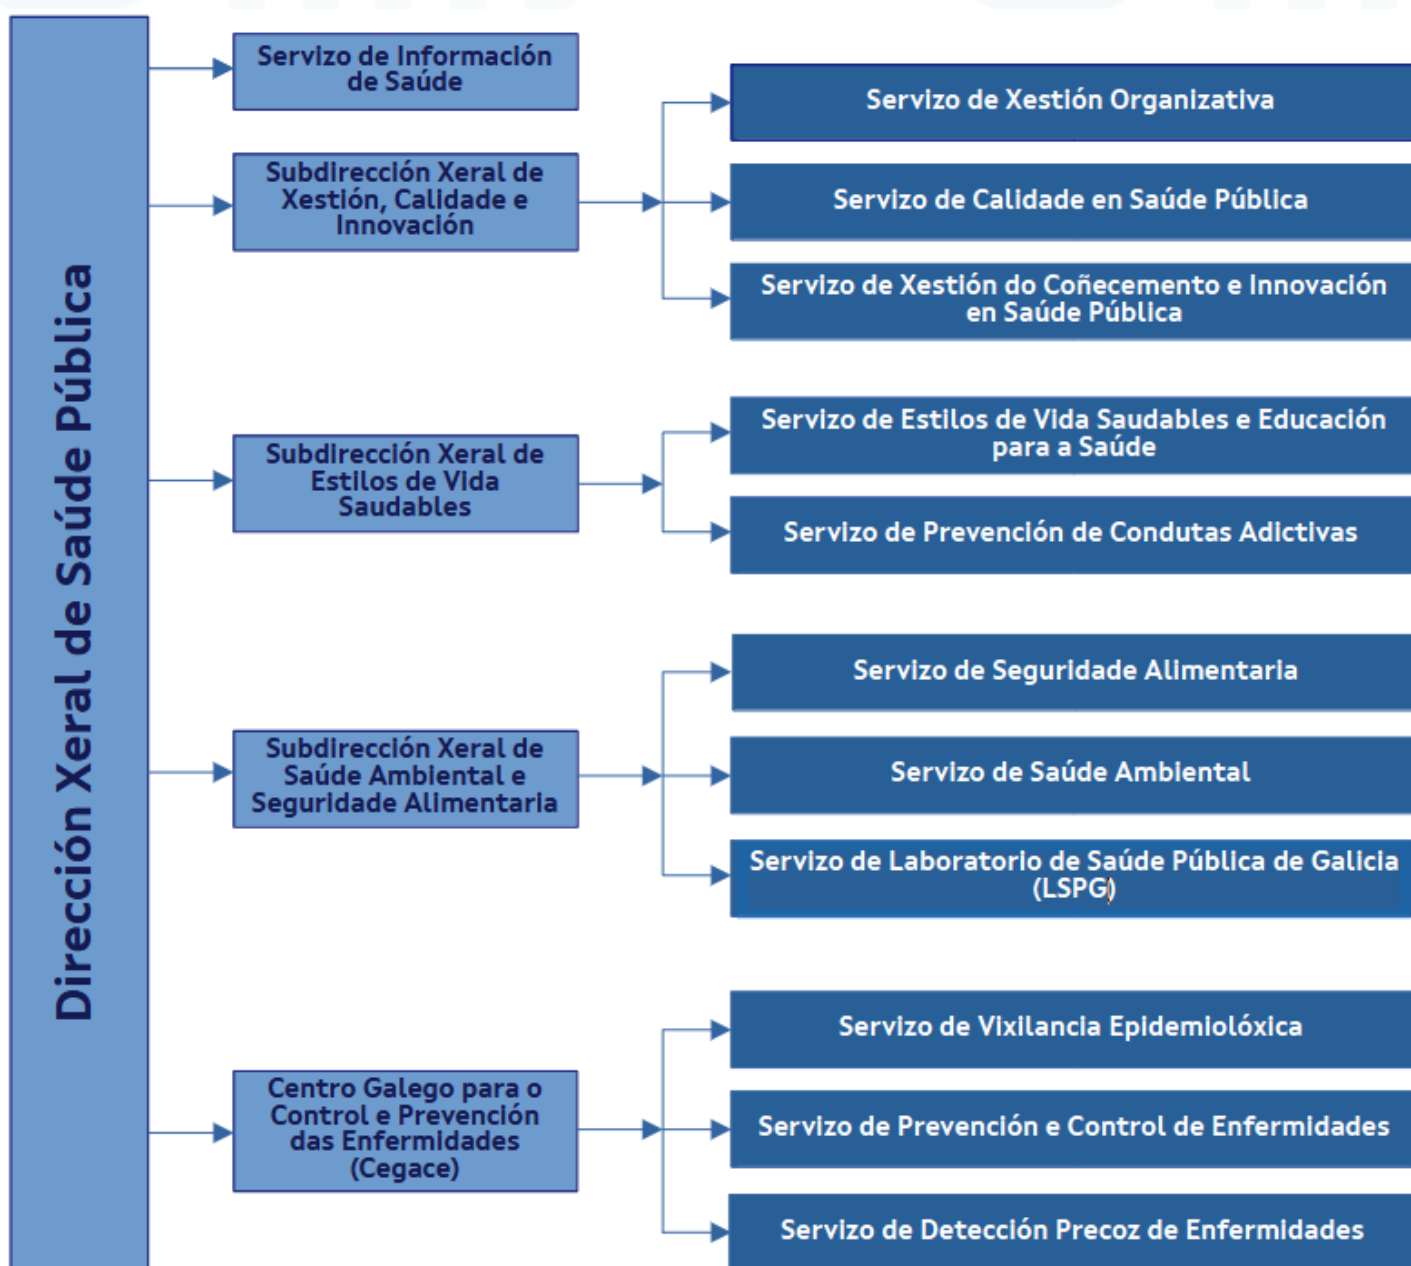 Dirección Xeral de Saúde Pública
Servizo de Información
de Saúde
Subdirección Xeral de
Xestión, Calidade e
Innovación
Servizo de Xestión Organizativa
Servizo de Calidade en Saúde Pública
Servizo de Xestión do Coñecemento e Innovación
en Saúde Pública
Subdirección Xeral de
Estilos de Vida
Saudables
Servizo de Estilos de Vida Saudables e Educación
para a Saúde
Servizo de Prevención de Condutas Adictivas
Subdirección Xeral de
Saúde Ambiental e
Seguridade Alimentaria
Servizo de Seguridade Alimentaria
Servizo de Saúde Ambiental
Servizo de Laboratorio de Saúde Pública de Galicia
(LSPG)
Centro Galego para o
Control e Prevención
das Enfermidades
(Cegace)
Servizo de Vixilancia Epidemiolóxica
Servizo de Prevención e Control de Enfermidades
Servizo de Detección Precoz de Enfermidades